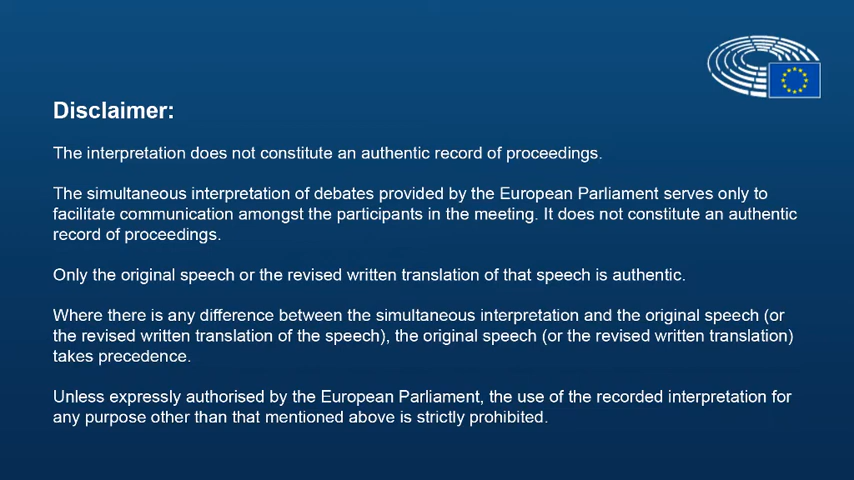 Disclaimer:
The interpretation does not constitute an authentic record of proceedings.
The simultaneous interpretation of debates provided by the European Parliament serves only to
facilitate communication amongst the participants in the meeting. It does not constitute an authentic
record of proceedings.
Only the original speech or the revised written translation of that speech is authentic.
Where there is any difference between the simultaneous interpretation and the original speech (or
the revised written translation of the speech), the original speech (or the revised written translation)
takes precedence.
Unless expressly authorised by the European Parliament, the use of the recorded interpretation for
any purpose other than that mentioned above is strictly prohibited.